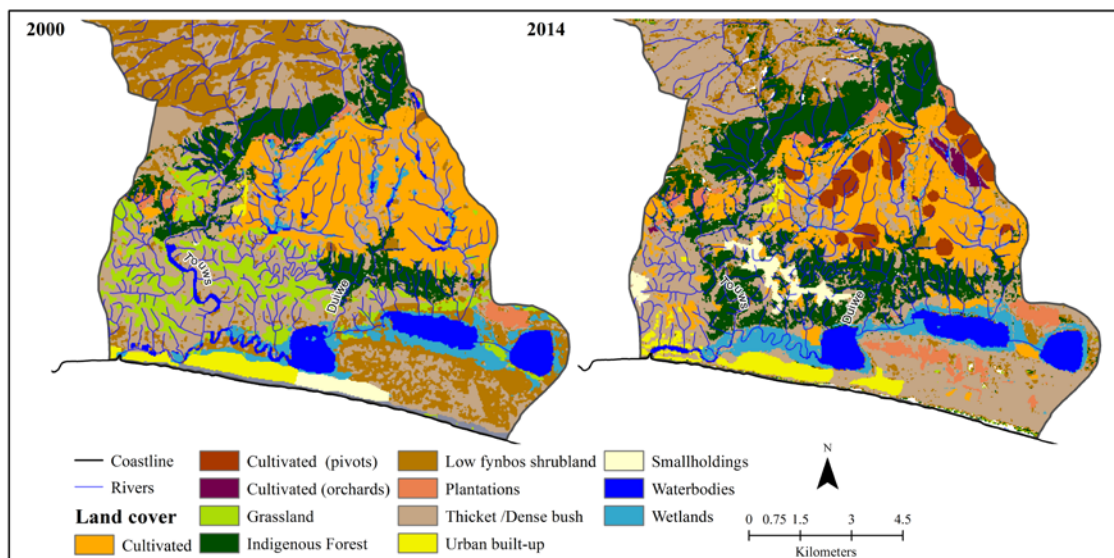 2000
2014
Touws
Duiwe
Touws
Duiwe
Coastline
Rivers
Land cover
Cultivated
Cultivated (pivots)
Cultivated (orchards)
Grassland
Indigenous Forest
Low fynbos shrubland
Plantations
Thicket /Dense bush
Urban built-up
Smallholdings
Waterbodies
Wetlands
N
0 0.75 1.5 3 4.5
Kilometers